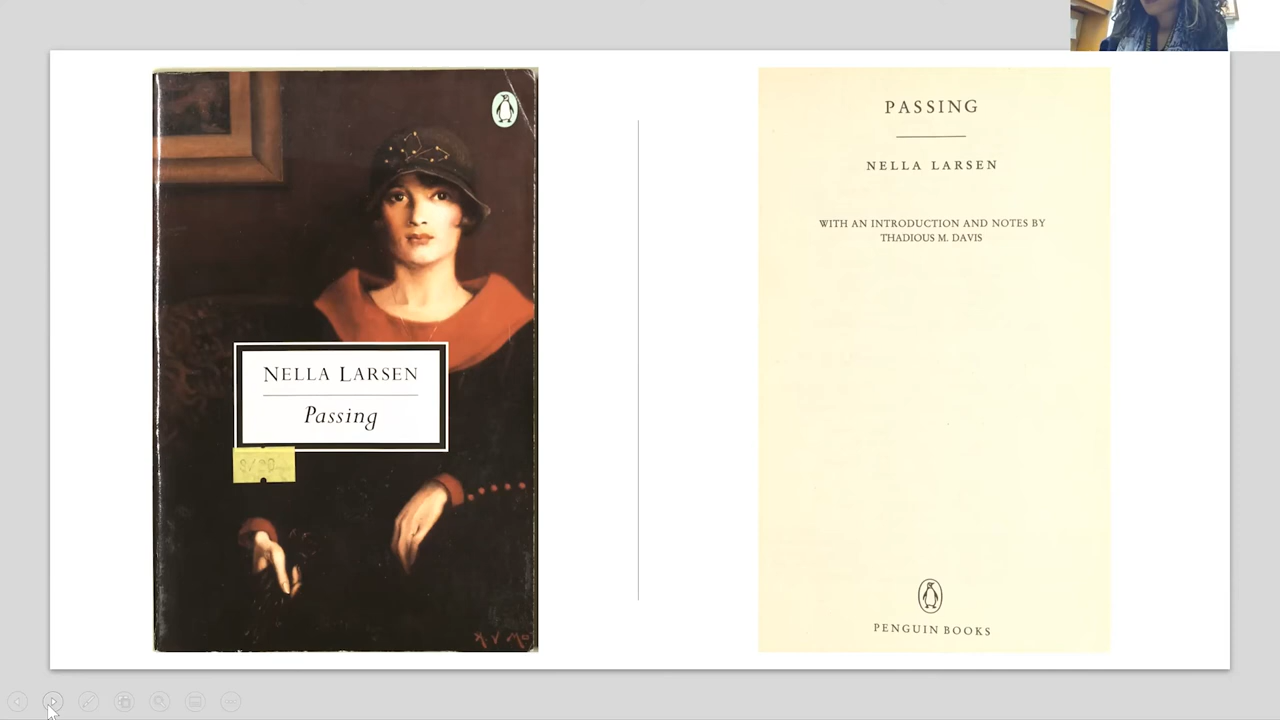 NELLA LARSEN
Passing
PASSING
NELLA LARSEN
WITH AN INTRODUCTION AND NOTES BY
THADIOUS M. DAVIS
PENGUIN BOOKS